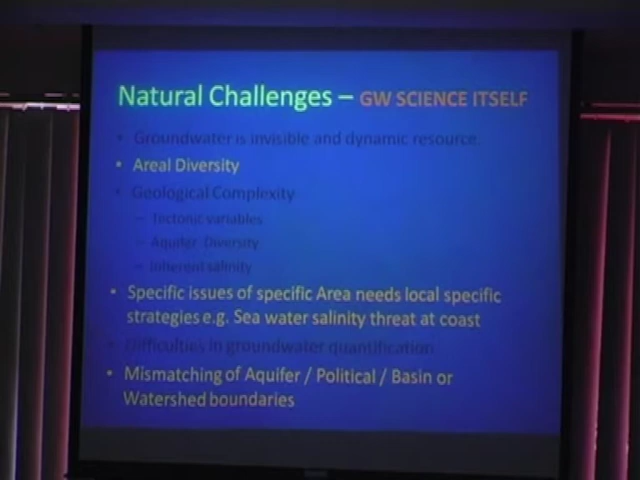 Natural Challenges – GW SCIENCE ITSELF
• Groundwater is invisible and dynamic resource.
• Areal Diversity
• Geological Complexity
– Tectonic variables
– Aquifer Diversity
– Inherent salinity
• Specific issues of specific Area needs local specific
strategies e.g. Sea water salinity threat at coast
• Difficulties in groundwater quantification
• Mismatching of Aquifer / Political / Basin or
Watershed boundaries